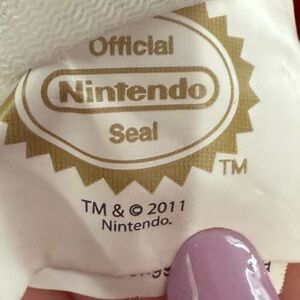 Official
Nintendo
Seal
TM
TM & © 2011
Nintendo.